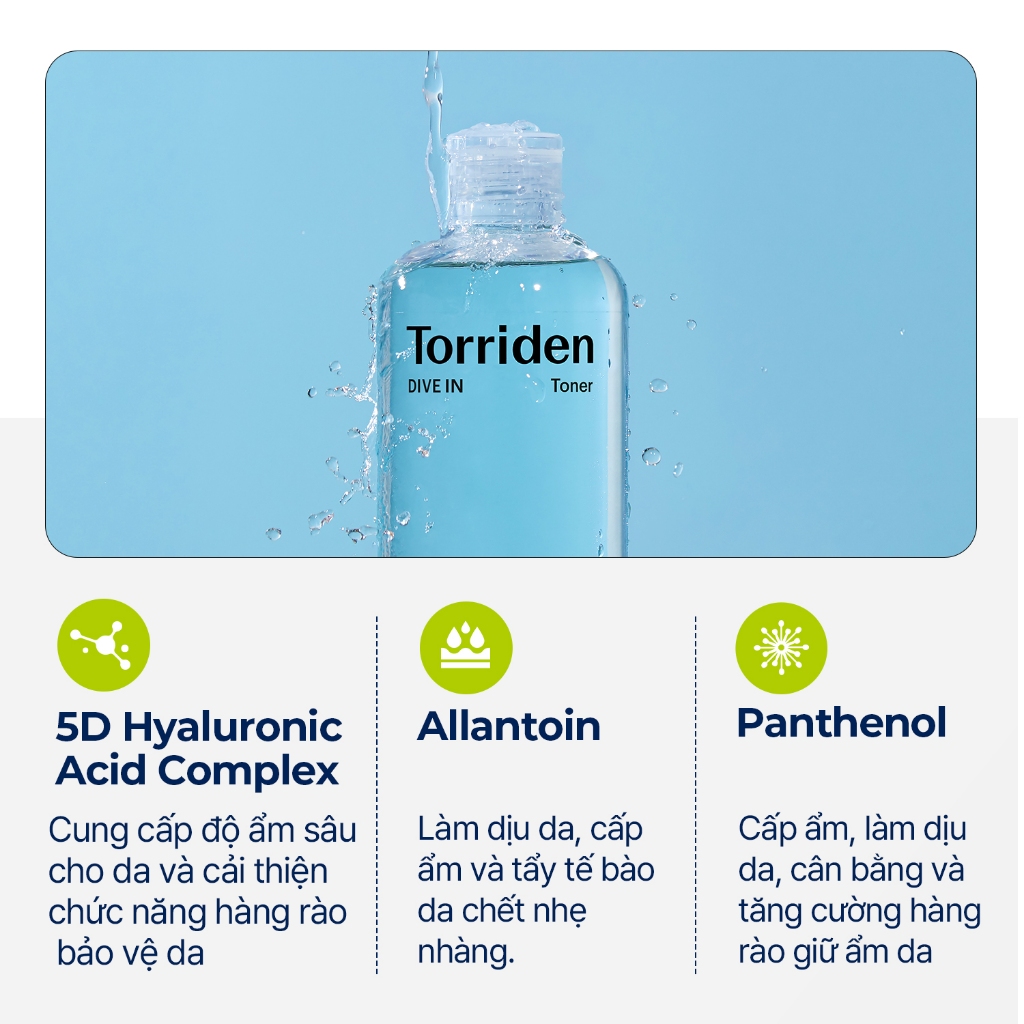 Torriden
DIVE IN Toner
5D Hyaluronic
Acid Complex
Cung cấp độ ẩm sâu
cho da và cải thiện
chức năng hàng rào
bảo vệ da
Allantoin
Làm dịu da, cấp
ẩm và tẩy tế bào
da chết nhẹ
nhàng.
Panthenol
Cấp ẩm, làm dịu
da, cân bằng và
tăng cường hàng
rào giữ ẩm da